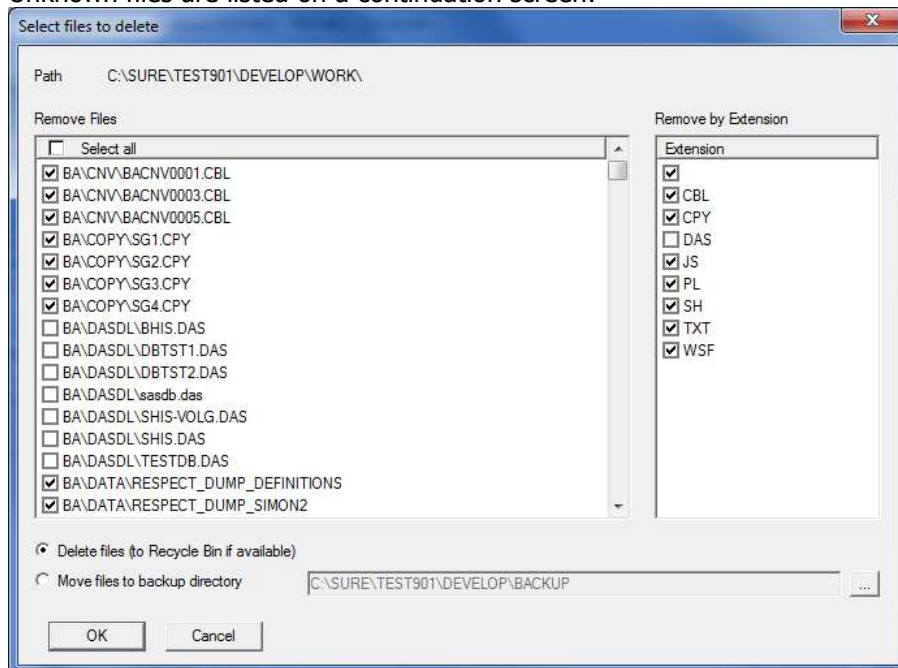 Unknown files are listed on a continuation screen.
Select files to delete
Path C:\SURE\TEST901\DEVELOP\WORK\
Remove Files
Select all
BA\CNV\BACNV0001.CBL
BA\CNV\BACNV0003.CBL
BA\CNV\BACNV0005.CBL
BA\COPY\SG1.CPY
BA\COPY\SG2.CPY
BA\COPY\SG3.CPY
BA\COPY\SG4.CPY
BA\DASDL\BHIS.DAS
BA\DASDL\DBTST1.DAS
BA\DASDL\DBTST2.DAS
BA\DASDL\sasdb.das
BA\DASDL\SHIS-VOLG.DAS
BA\DASDL\SHIS.DAS
BA\DASDL\TESTDB.DAS
BA\DATA\RESPECT_DUMP_DEFINITIONS
BA\DATA\RESPECT_DUMP_SIMON2
Remove by Extension
Extension
CBL
CPY
DAS
JS
PL
SH
TXT
WSF
Delete files (to Recycle Bin if available)
Move files to backup directory C:\SURE\TEST901\DEVELOP\BACKUP ...
OK Cancel